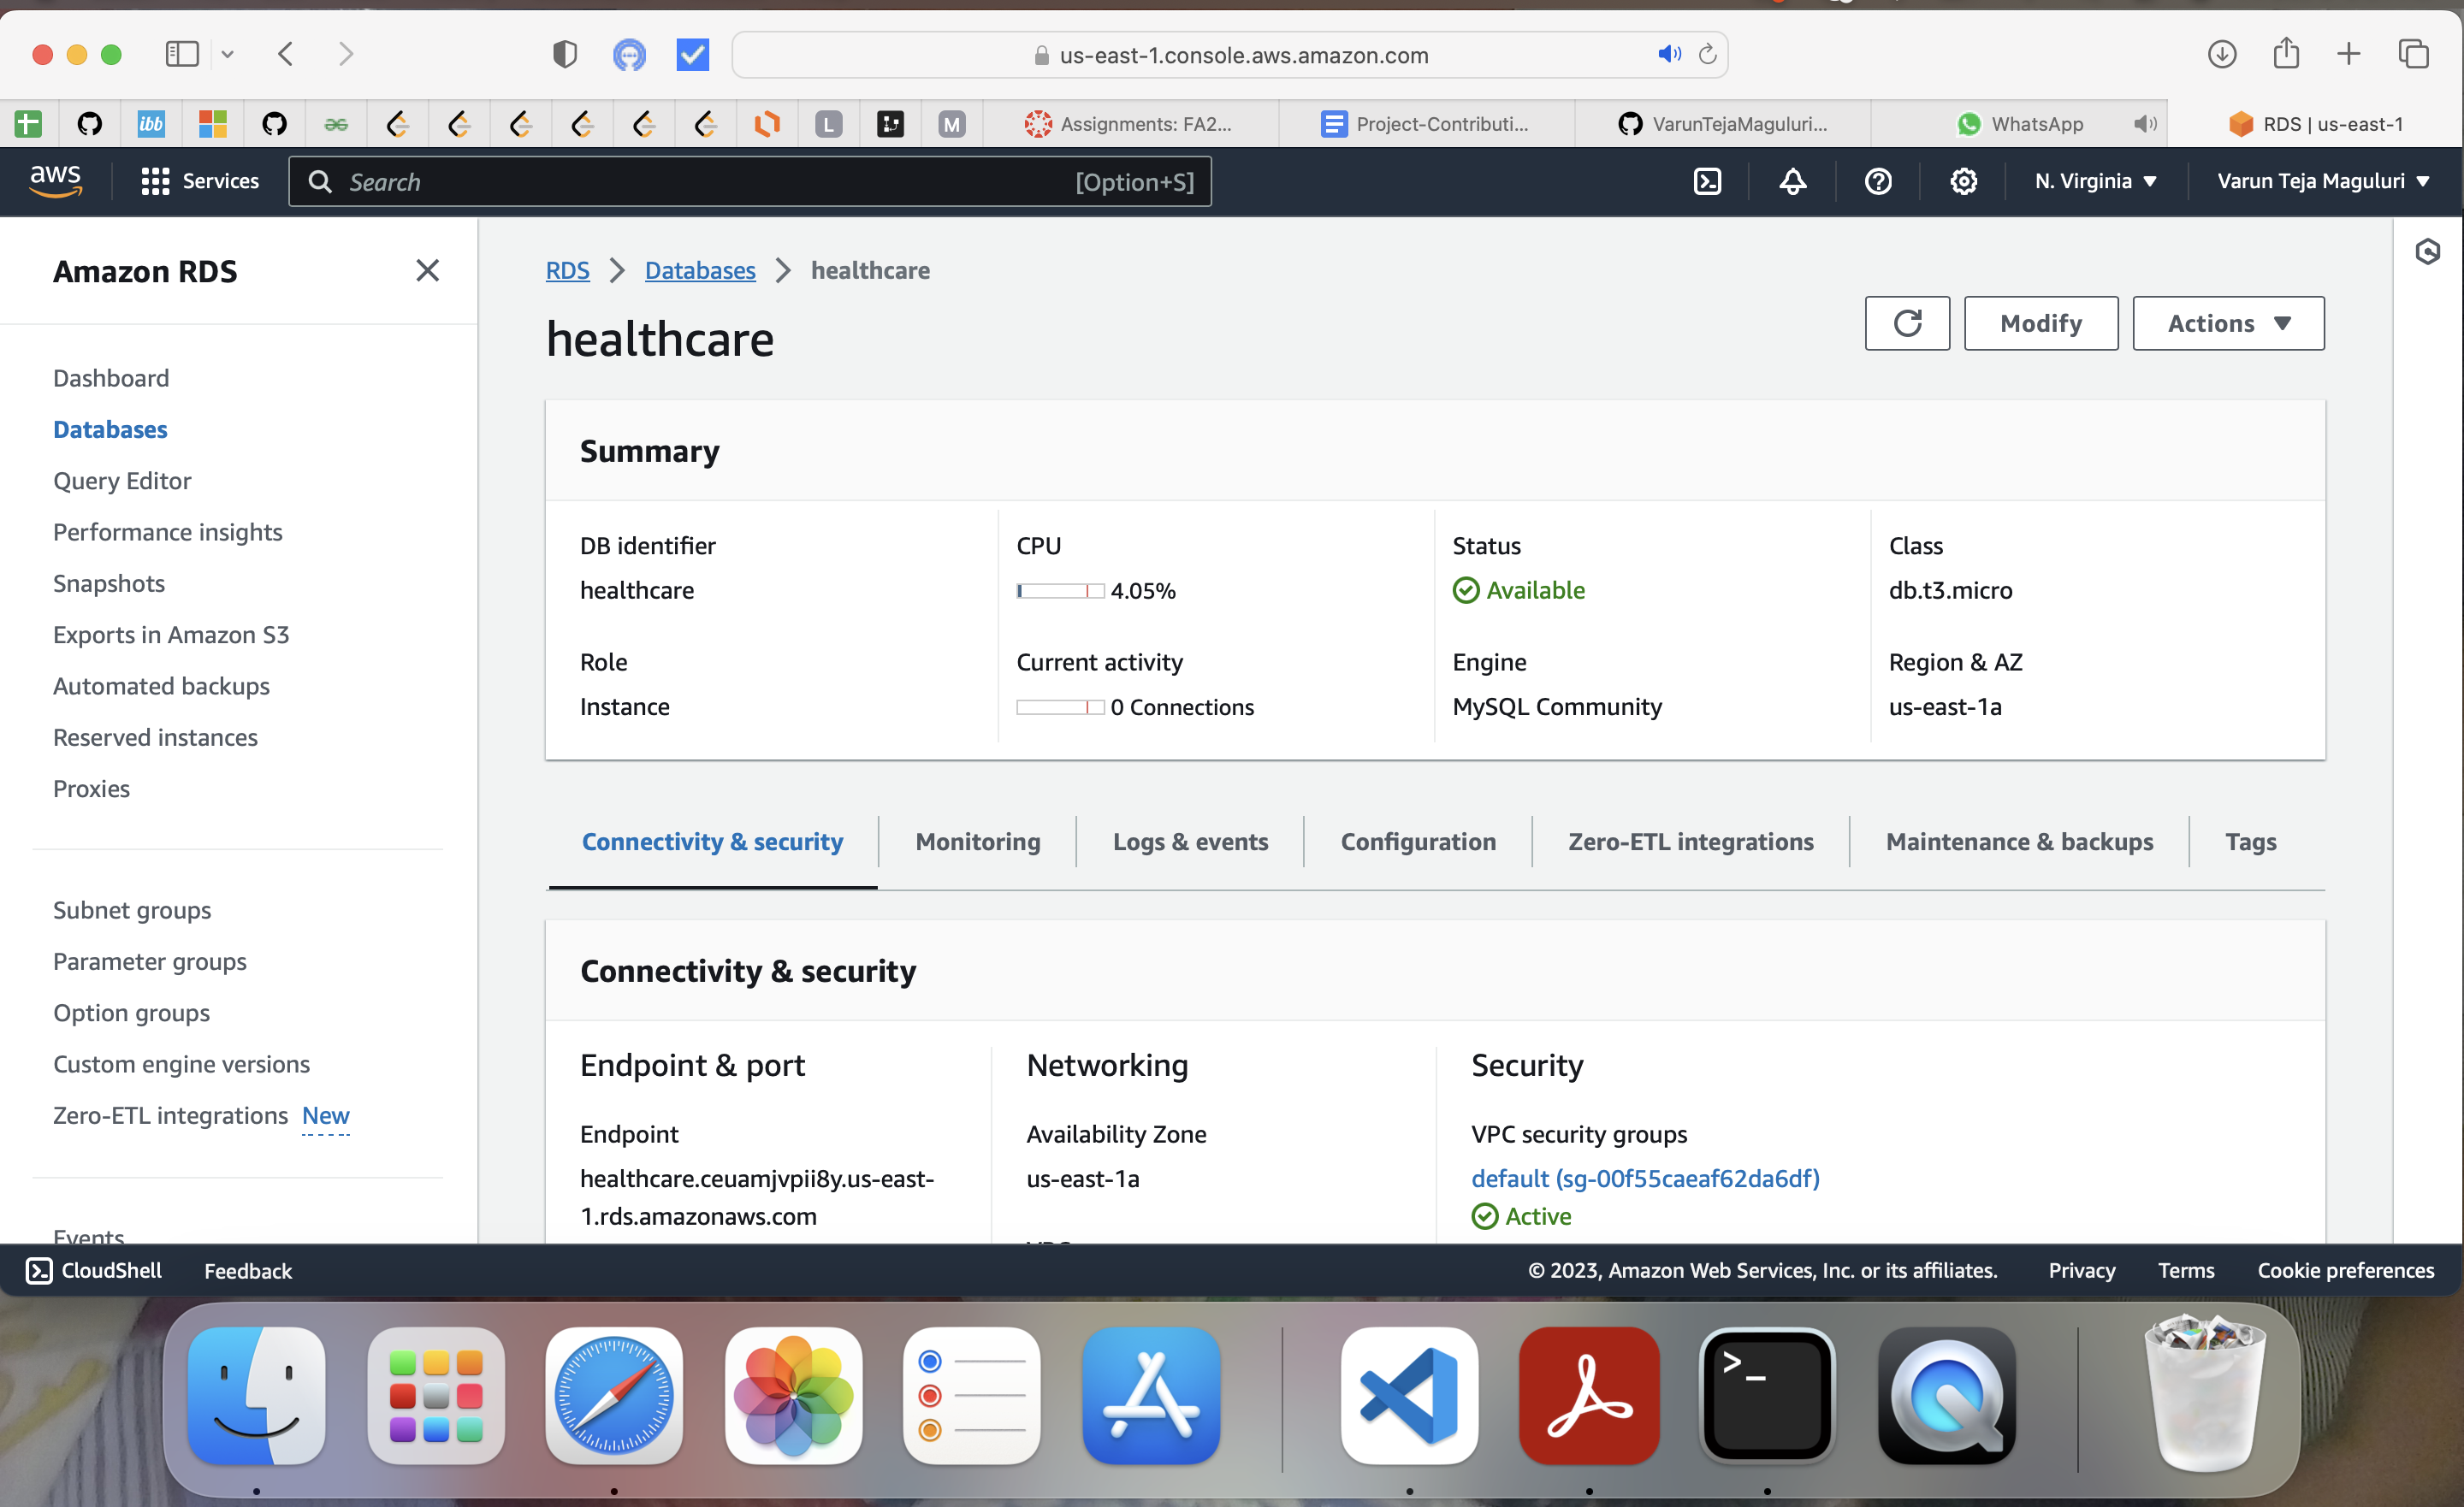 us-east-1.console.aws.amazon.com
ibb
L
M
Assignments: FA2...
Project-Contributi...
VarunTejaMaguluri...
WhatsApp
RDS | us-east-1
aws
Services
Search
[Option+S]
N. Virginia
Varun Teja Maguluri
Amazon RDS
Dashboard
Databases
Query Editor
Performance insights
Snapshots
Exports in Amazon S3
Automated backups
Reserved instances
Proxies
Subnet groups
Parameter groups
Option groups
Custom engine versions
Zero-ETL integrations New
Events
RDS
Databases
healthcare
healthcare
Modify
Actions
Summary
DB identifier
healthcare
CPU
4.05%
Status
Available
Class
db.t3.micro
Role
Instance
Current activity
0 Connections
Engine
MySQL Community
Region & AZ
us-east-1a
Connectivity & security
Monitoring
Logs & events
Configuration
Zero-ETL integrations
Maintenance & backups
Tags
Connectivity & security
Endpoint & port
Endpoint
healthcare.ceuamjvpii8y.us-east-
1.rds.amazonaws.com
Networking
Availability Zone
us-east-1a
Security
VPC security groups
default (sg-00f55caeaf62da6df)
Active
CloudShell
Feedback
© 2023, Amazon Web Services, Inc. or its affiliates.
Privacy
Terms
Cookie preferences